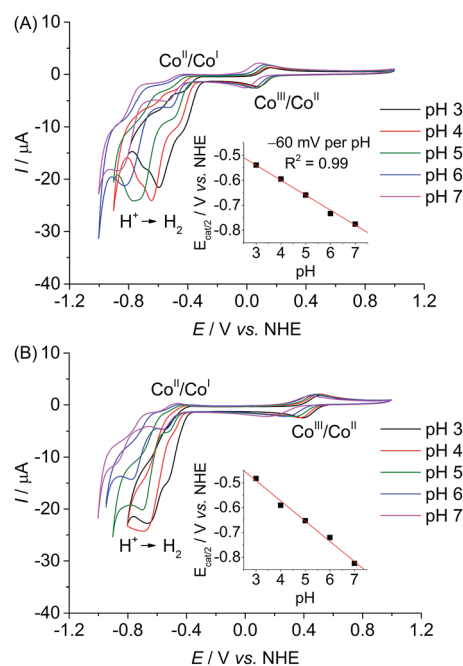 (A)
10
0
-10
-20
-30
-40
I / μA
Co^II/Co^I
Co^III/Co^II
H^+ → H_2
pH 3
pH 4
pH 5
pH 6
pH 7
−60 mV per pH
R^2 = 0.99
-0.5
-0.6
-0.7
-0.8
E_cat/2 / V vs. NHE
3 4 5 6 7
pH
-1.2 -0.8 -0.4 0.0 0.4 0.8 1.2
E / V vs. NHE
(B)
10
0
-10
-20
-30
-40
I / μA
Co^II/Co^I
Co^III/Co^II
H^+ → H_2
pH 3
pH 4
pH 5
pH 6
pH 7
-0.5
-0.6
-0.7
-0.8
E_cat/2 / V vs. NHE
3 4 5 6 7
pH
-1.2 -0.8 -0.4 0.0 0.4 0.8 1.2
E / V vs. NHE